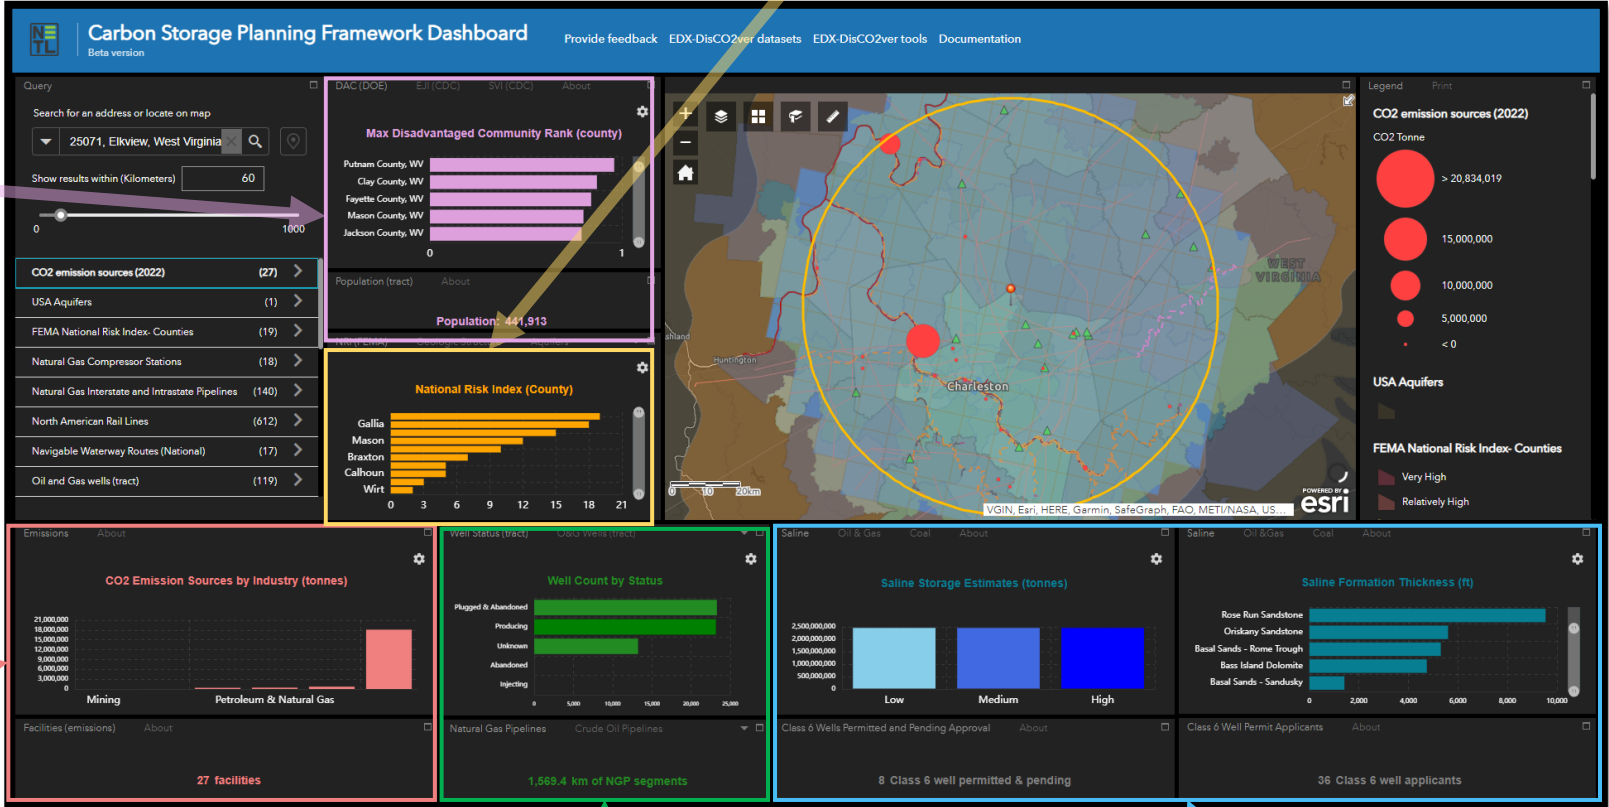 NE
TL
Carbon Storage Planning Framework Dashboard
Beta version
Provide feedback EDX-DisCO2ver datasets EDX-DisCO2ver tools Documentation
Query
Search for an address or locate on map
25071, Elkview, West Virginia
Show results within (Kilometers) 60
0 1000
CO2 emission sources (2022) (27)
USA Aquifers (1)
FEMA National Risk Index- Counties (19)
Natural Gas Compressor Stations (18)
Natural Gas Interstate and Intrastate Pipelines (140)
North American Rail Lines (612)
Navigable Waterway Routes (National) (17)
Oil and Gas wells (tract) (119)
DAC (DOE) EJI (CDC) SVI (CDC) About
Max Disadvantaged Community Rank (county)
Putnam County, WV
Clay County, WV
Fayette County, WV
Mason County, WV
Jackson County, WV
0 1
Population (tract) About
Population: 441,913
NRI (FEMA) Geologic Aquifers
National Risk Index (County)
Gallia
Mason
Braxton
Calhoun
Wirt
0 3 6 9 12 15 18 21
WEST
VIRGINIA
Huntington
Charleston
0 10 20km
VGIN, Esri, HERE, Garmin, SafeGraph, FAO, METI/NASA, US...
POWERED BY
esri
Legend Print
CO2 emission sources (2022)
CO2 Tonne
> 20,834,019
15,000,000
10,000,000
5,000,000
< 0
USA Aquifers
FEMA National Risk Index- Counties
Very High
Relatively High
Emissions About
CO2 Emission Sources by Industry (tonnes)
21,000,000
18,000,000
15,000,000
12,000,000
9,000,000
6,000,000
3,000,000
0
Mining Petroleum & Natural Gas
Facilities (emissions) About
27 facilities
Well Status (tract) O&G Wells (tract)
Well Count by Status
Plugged & Abandoned
Producing
Unknown
Abandoned
Injecting
0 5,000 10,000 15,000 20,000 25,000
Natural Gas Pipelines Crude Oil Pipelines
1,569.4 km of NGP segments
Saline Oil & Gas Coal About
Saline Storage Estimates (tonnes)
2,500,000,000
2,000,000,000
1,500,000,000
1,000,000,000
500,000,000
0
Low Medium High
Class 6 Wells Permitted and Pending Approval About
8 Class 6 well permitted & pending
Saline Oil &Gas Coal About
Saline Formation Thickness (ft)
Rose Run Sandstone
Oriskany Sandstone
Basal Sands - Rome Trough
Bass Island Dolomite
Basal Sands - Sandusky
0 2,000 4,000 6,000 8,000 10,000
Class 6 Well Permit Applicants About
36 Class 6 well applicants